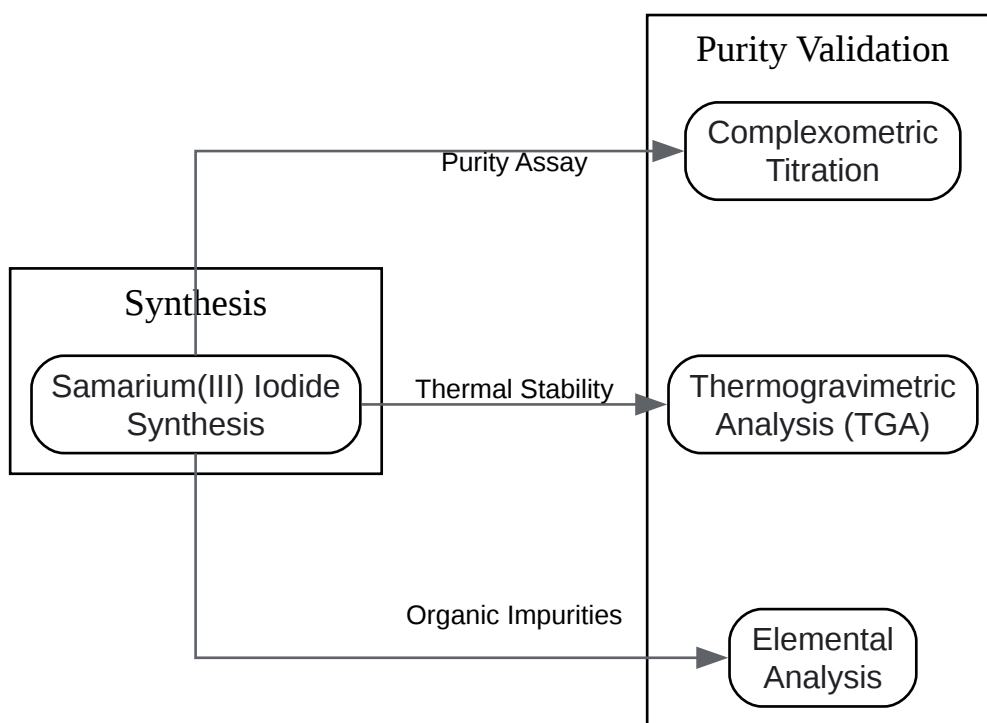 Purity Validation
Complexometric
Titration
Purity Assay
Synthesis
Samarium(III) Iodide
Synthesis
Thermal Stability
Thermogravimetric
Analysis (TGA)
Organic Impurities
Elemental
Analysis